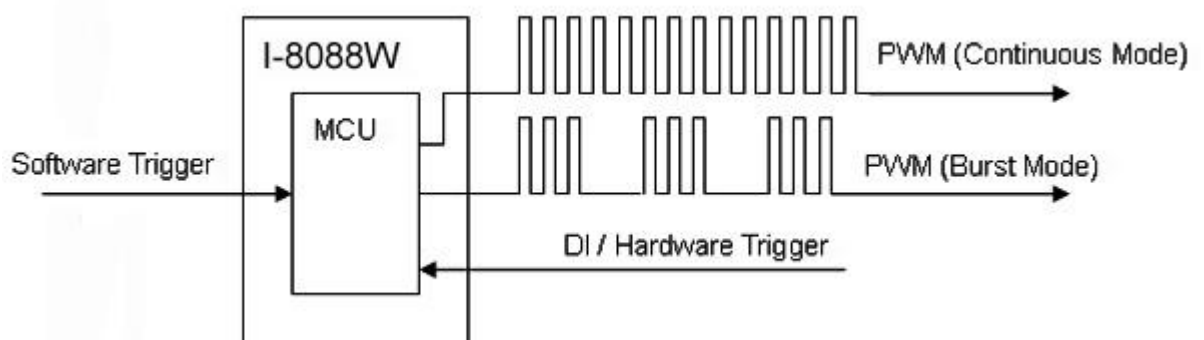 I-8088W
PWM (Continuous Mode)
MCU
Software Trigger
PWM (Burst Mode)
DI / Hardware Trigger